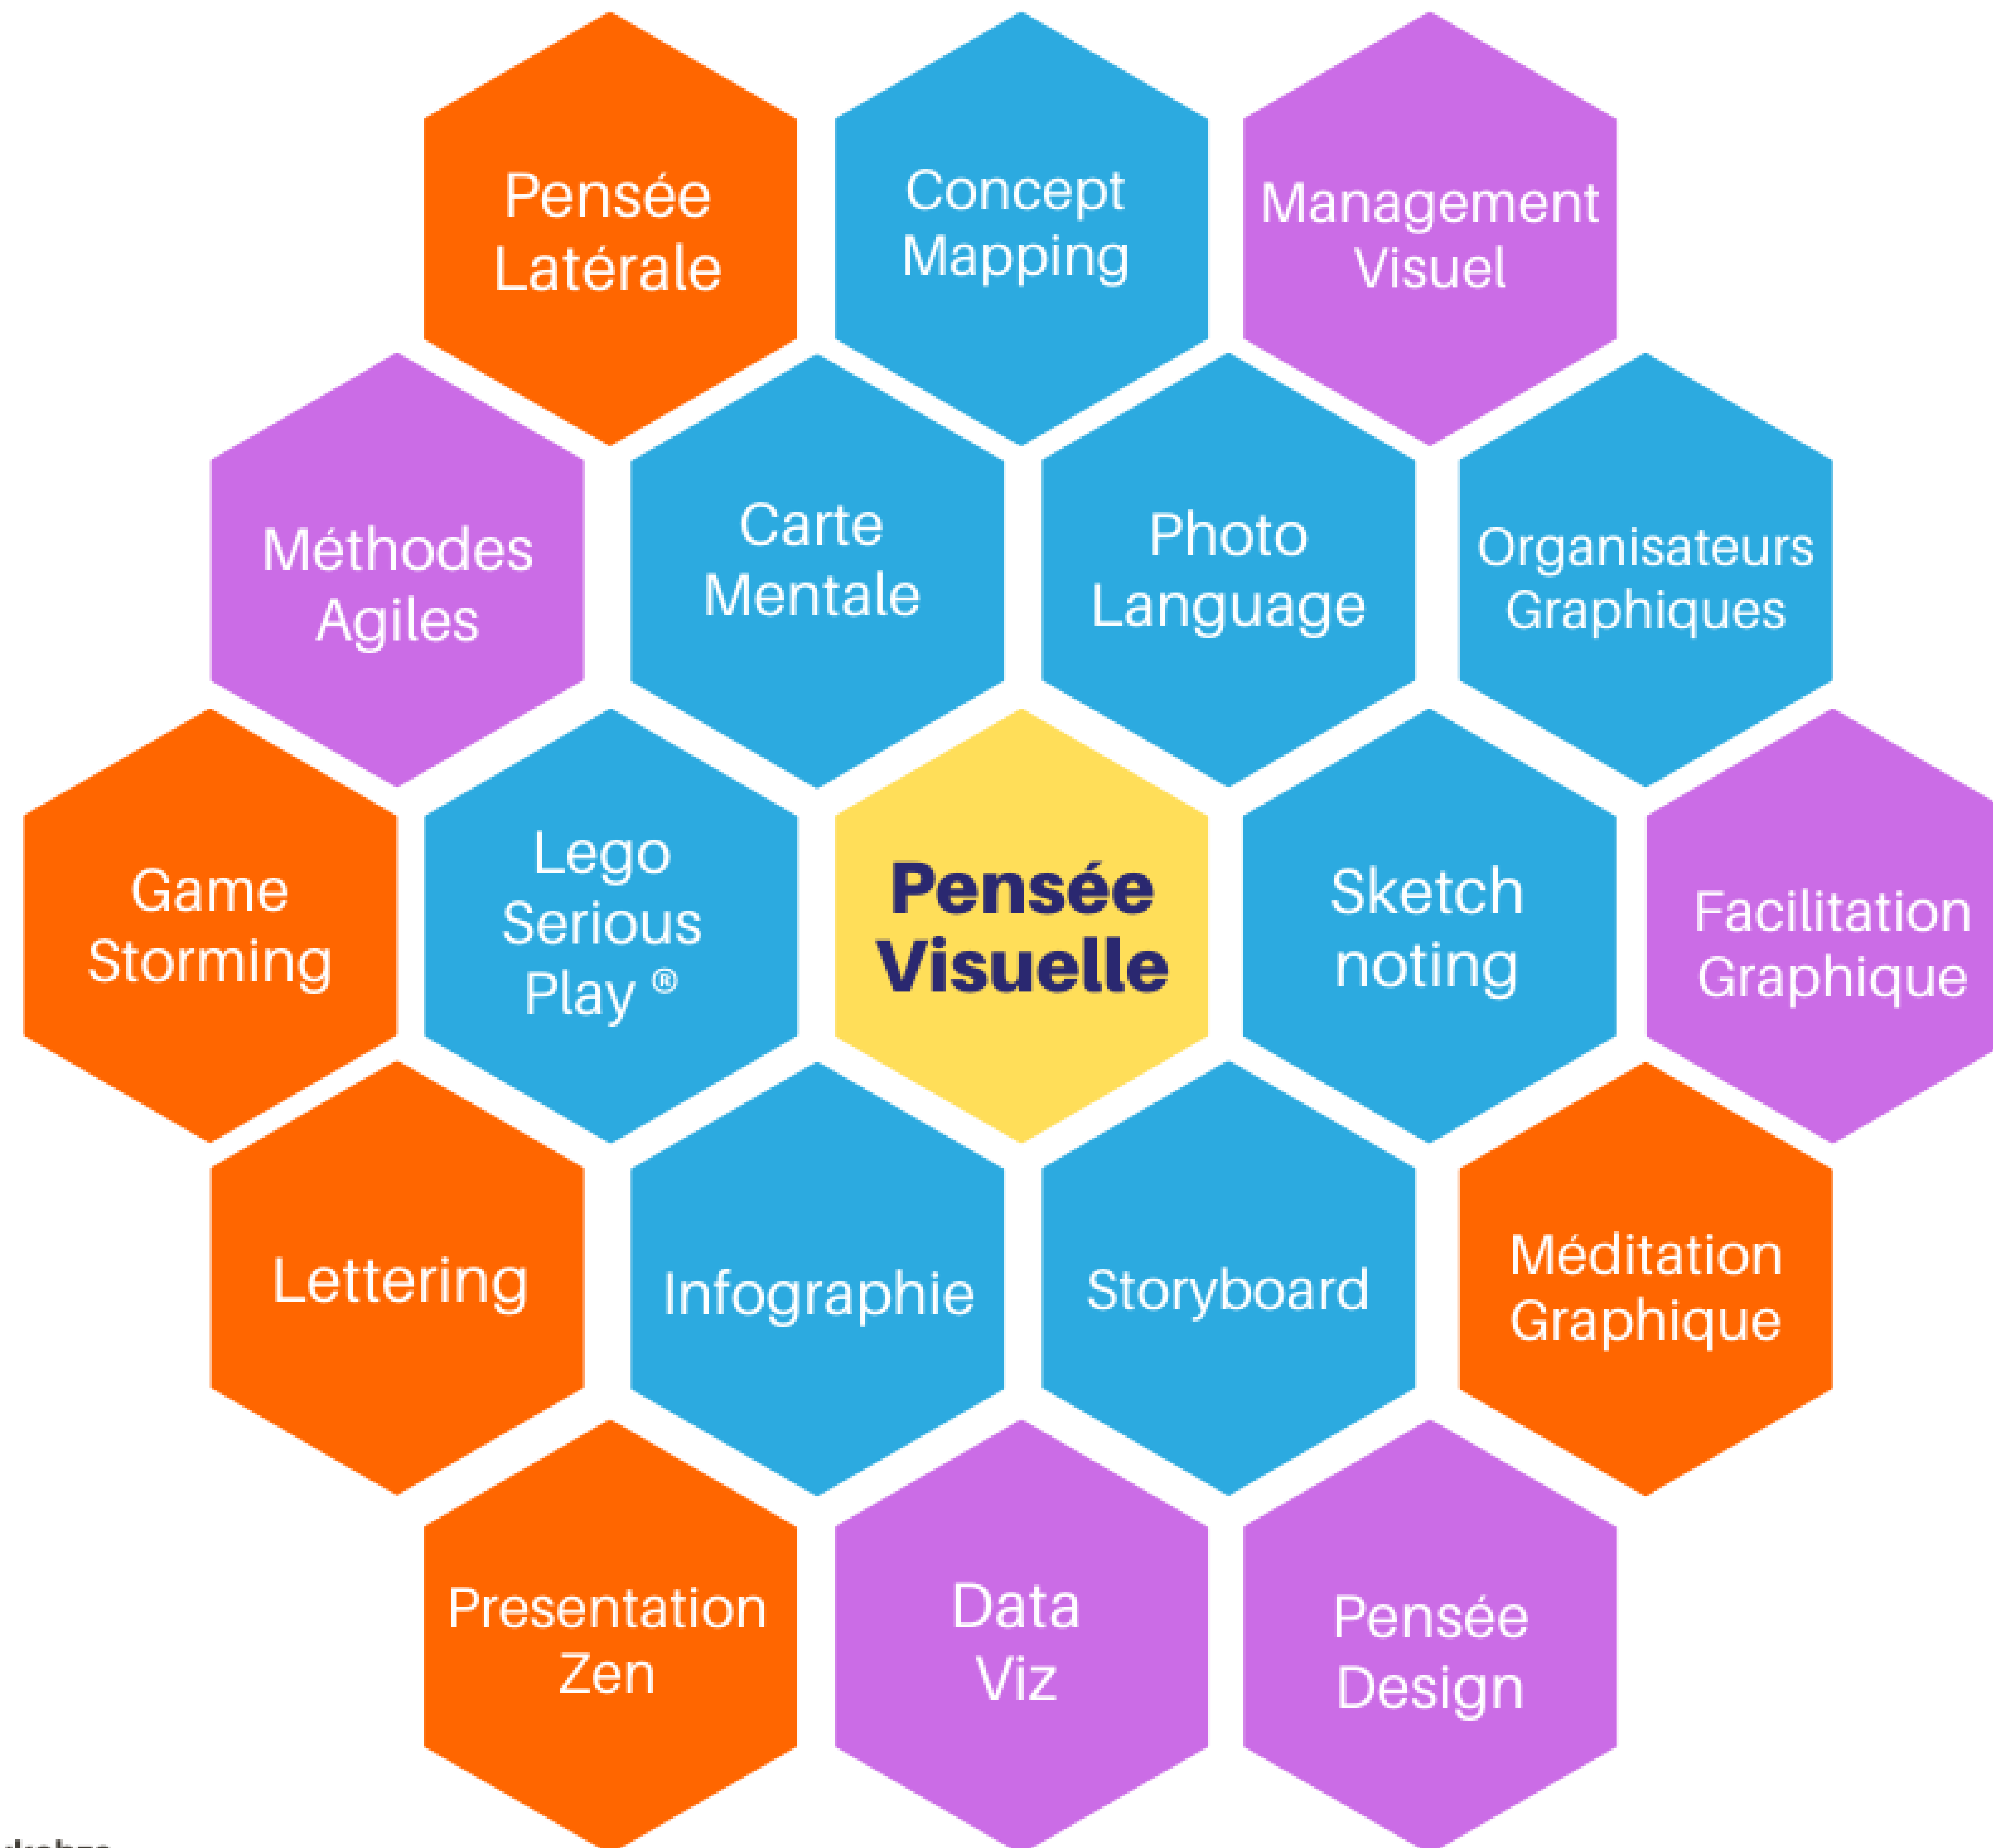 Pensée
Latérale
Concept
Mapping
Management
Visuel
Méthodes
Agiles
Carte
Mentale
Photo
Language
Organisateurs
Graphiques
Game
Storming
Lego
Serious
Play ®
Pensée
Visuelle
Sketch
noting
Facilitation
Graphique
Lettering
Infographie
Storyboard
Méditation
Graphique
Presentation
Zen
Data
Viz
Pensée
Design